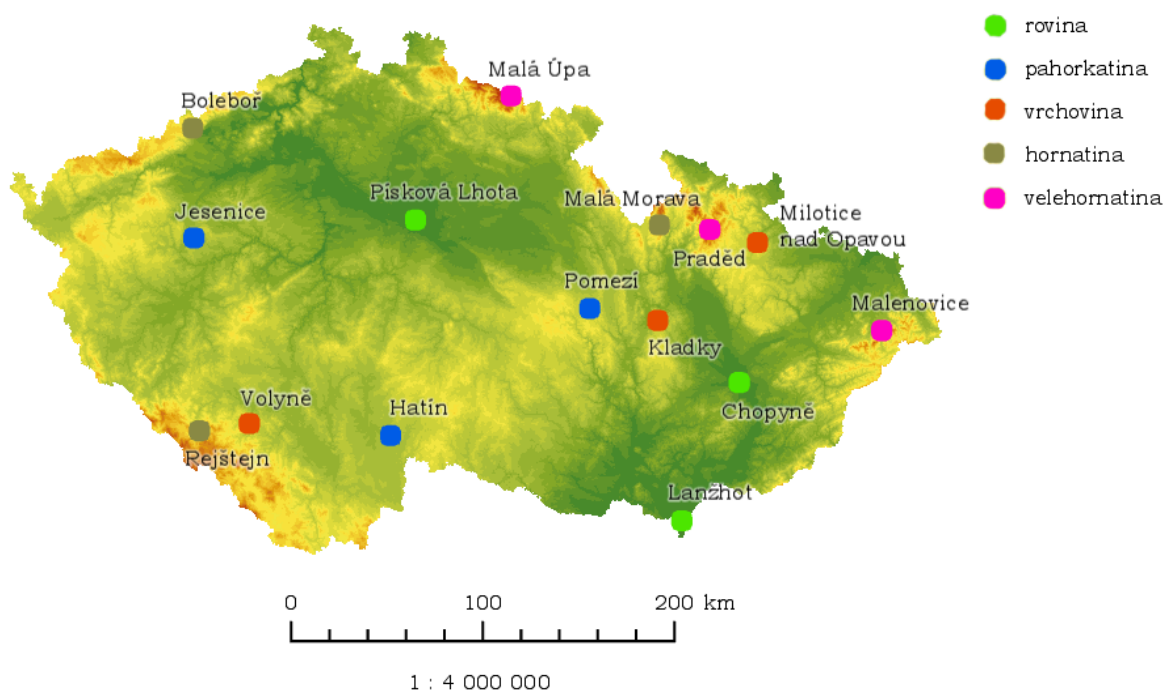 rovina
pahorkatina
vrchovina
hornatina
velehornatina
Malá Úpa
Boleboř
Písková Lhota
Malá Morava
Jesenice
Milotice
nad Opavou
Praděd
Pomezí
Malenovice
Kladky
Volyně
Hatín
Chopyně
Rejštejn
Lanžhot
0 100 200 km
1 : 4 000 000